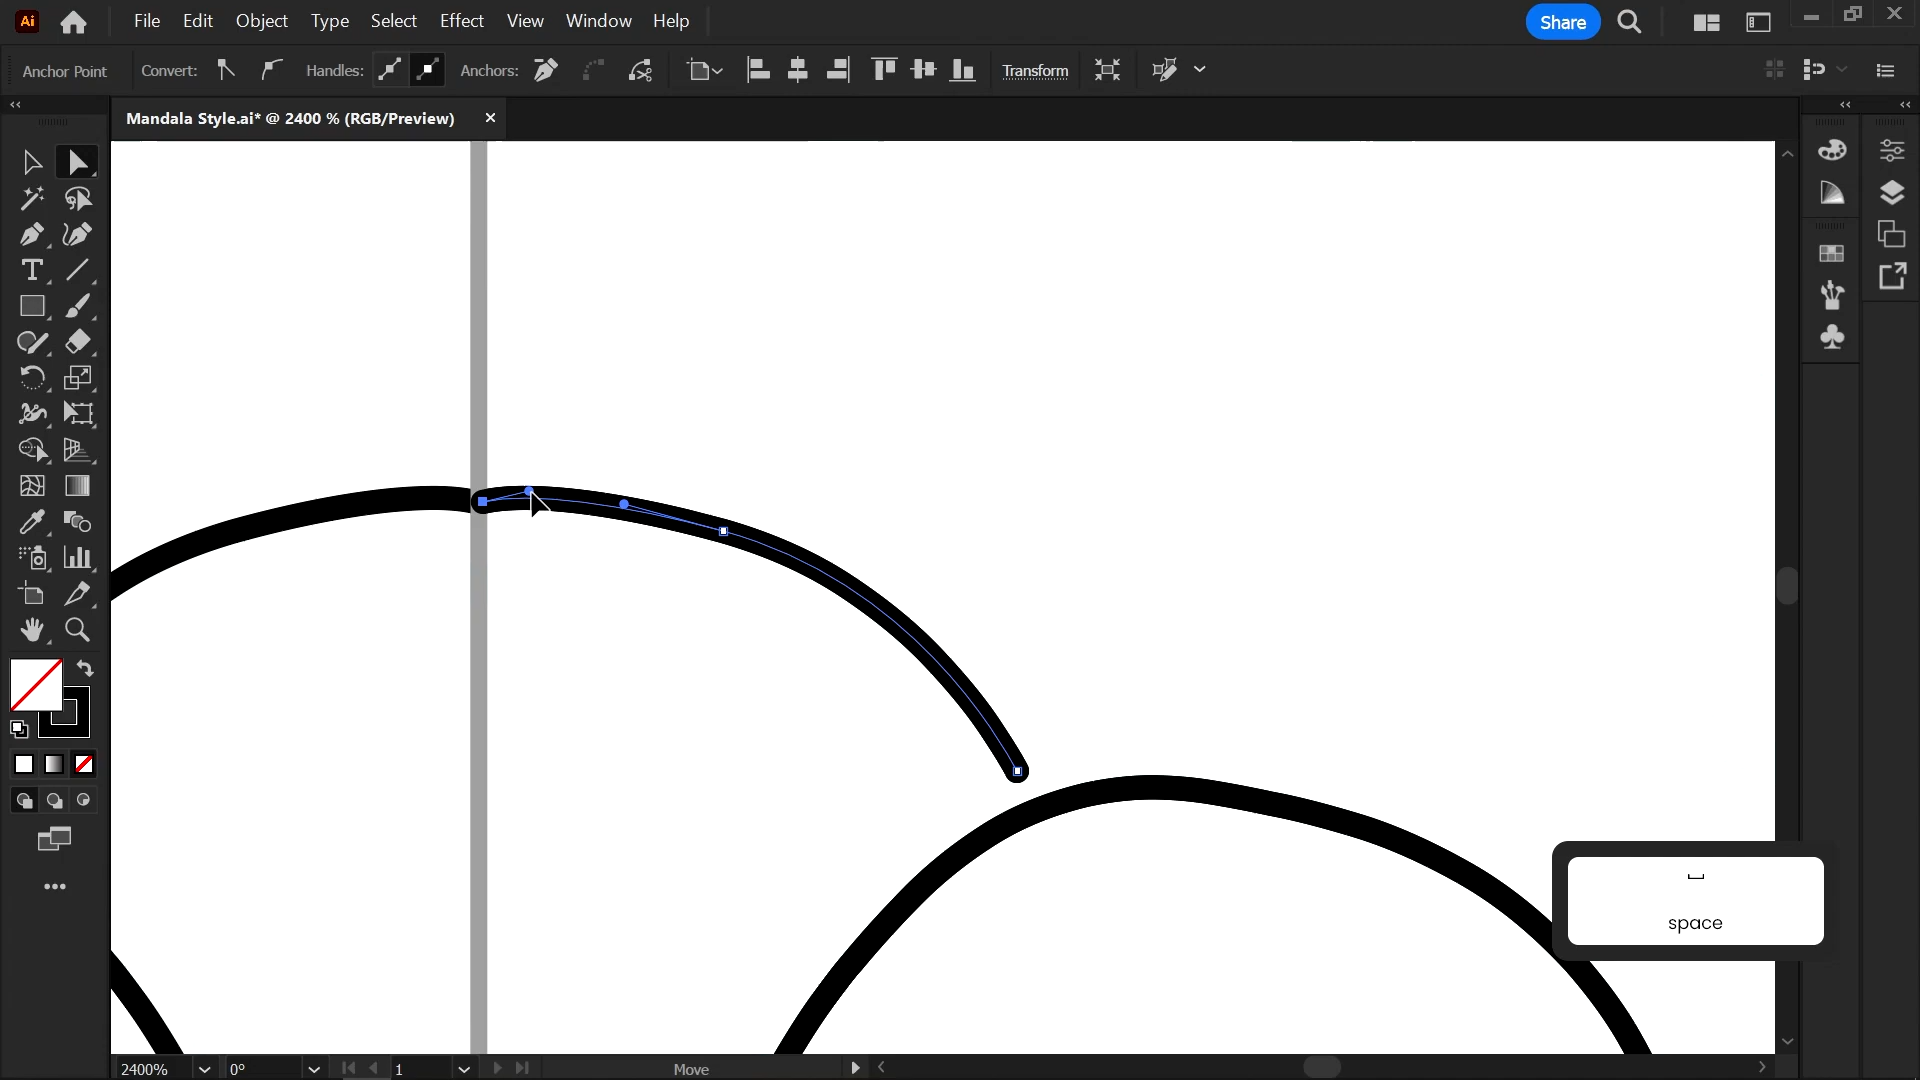 Ai File Edit Object Type Select Effect View Window Help Share
Anchor Point Convert: Handles: Anchors: Transform
Mandala Style.ai* @ 2400 % (RGB/Preview)
space
2400% 0° 1 Move